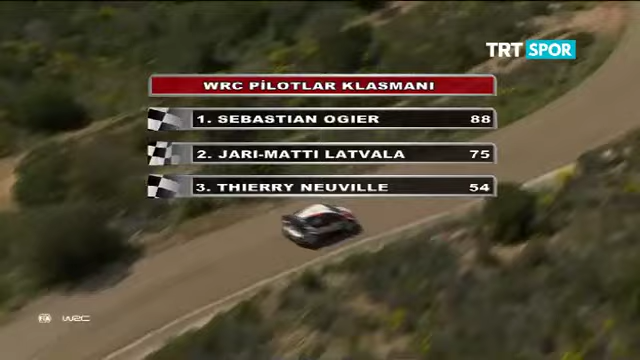 TRT SPOR
WRC PİLOTLAR KLASMANI
1. SEBASTIAN OGIER 88
2. JARI-MATTI LATVALA 75
3. THIERRY NEUVILLE 54
FIA WRC